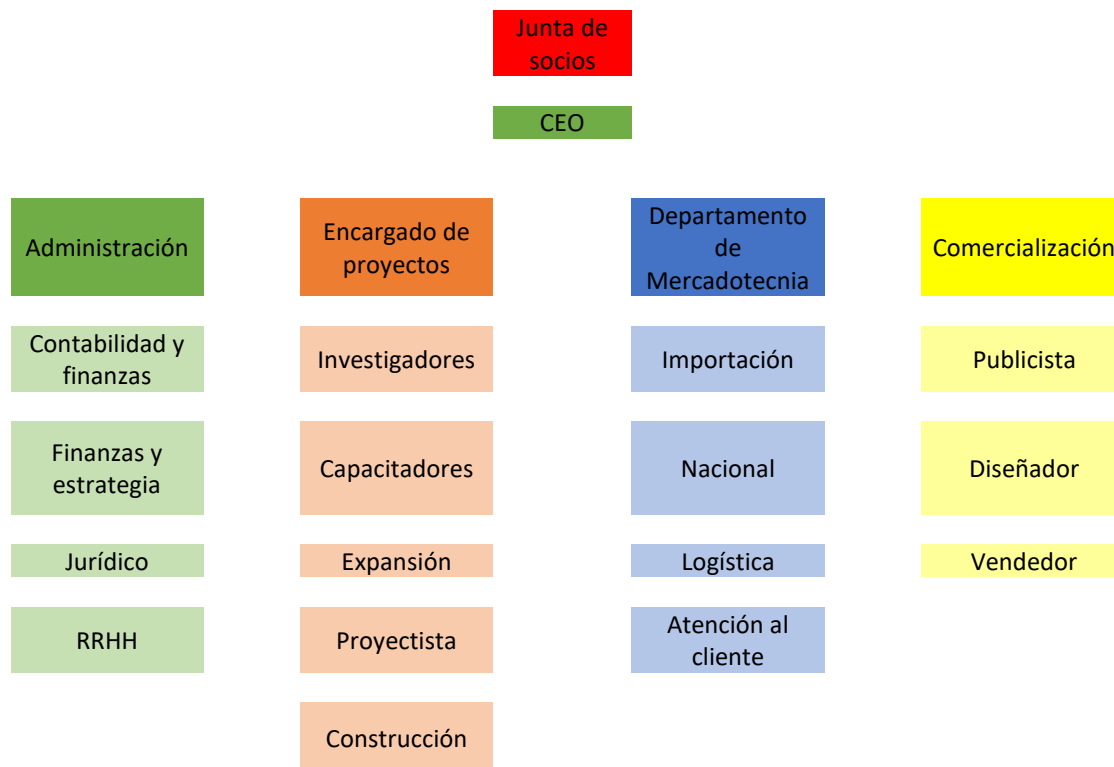 Junta de
socios
CEO
Administración
Encargado de
proyectos
Departamento
de
Mercadotecnia
Comercialización
Contabilidad y
finanzas
Investigadores
Importación
Publicista
Finanzas y
estrategia
Capacitadores
Nacional
Diseñador
Jurídico
Expansión
Logística
Vendedor
RRHH
Proyectista
Atención al
cliente
Construcción